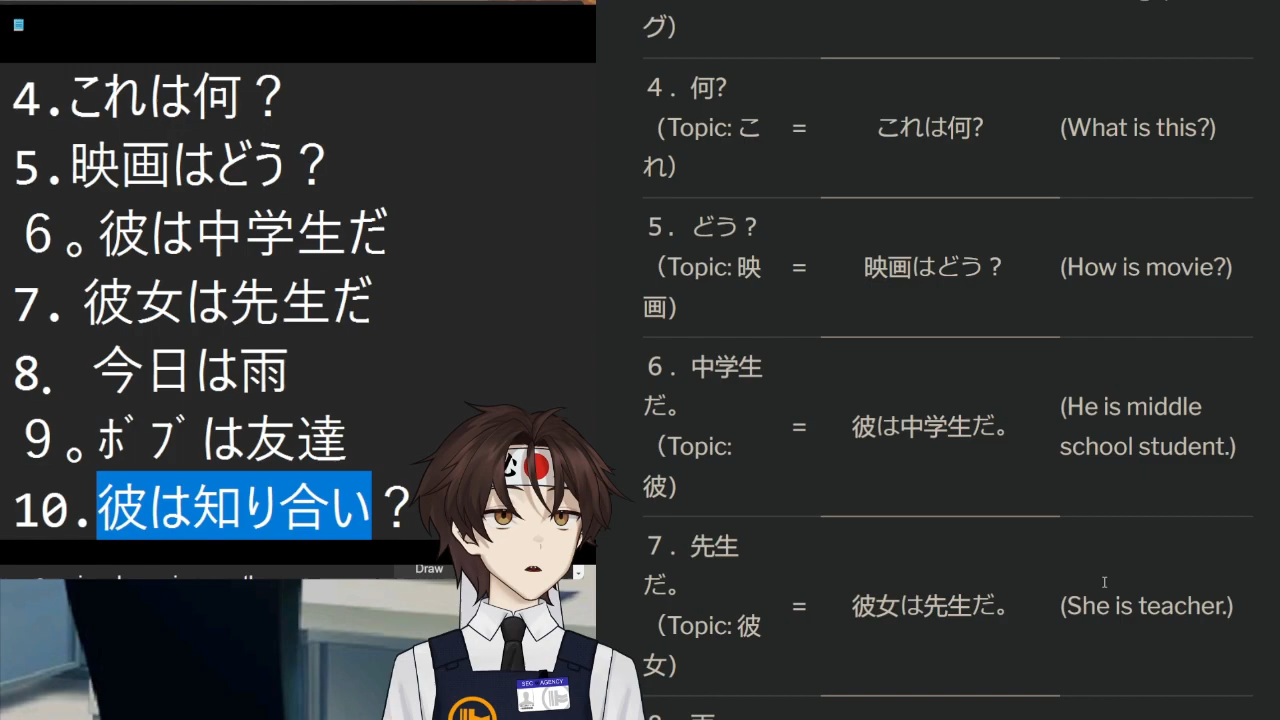 4.これは何？
5.映画はどう？
６。彼は中学生だ
7. 彼女は先生だ
8. 今日は雨
９。ﾎﾞﾌﾞは友達
10.彼は知り合い？
Draw
SEC AGENCY
グ）
４．何?
（Topic: こ
れ）
=
これは何?
(What is this?)
５．どう？
（Topic: 映
画）
=
映画はどう？
(How is movie?)
６．中学生
だ。
（Topic:
彼）
=
彼は中学生だ。
(He is middle
school student.)
７．先生
だ。
（Topic: 彼
女）
=
彼女は先生だ。
(She is teacher.)